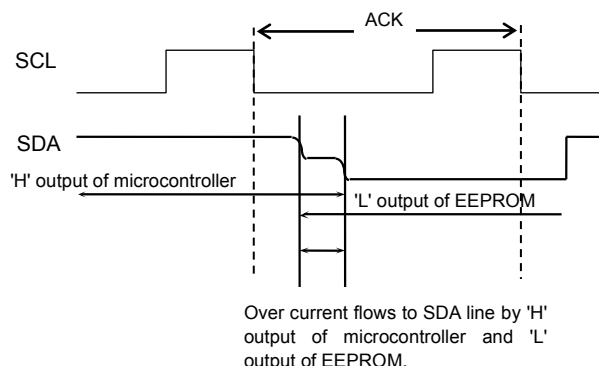 ACK
SCL
SDA
'H' output of microcontroller
'L' output of EEPROM
Over current flows to SDA line by 'H'
output of microcontroller and 'L'
output of EEPROM.